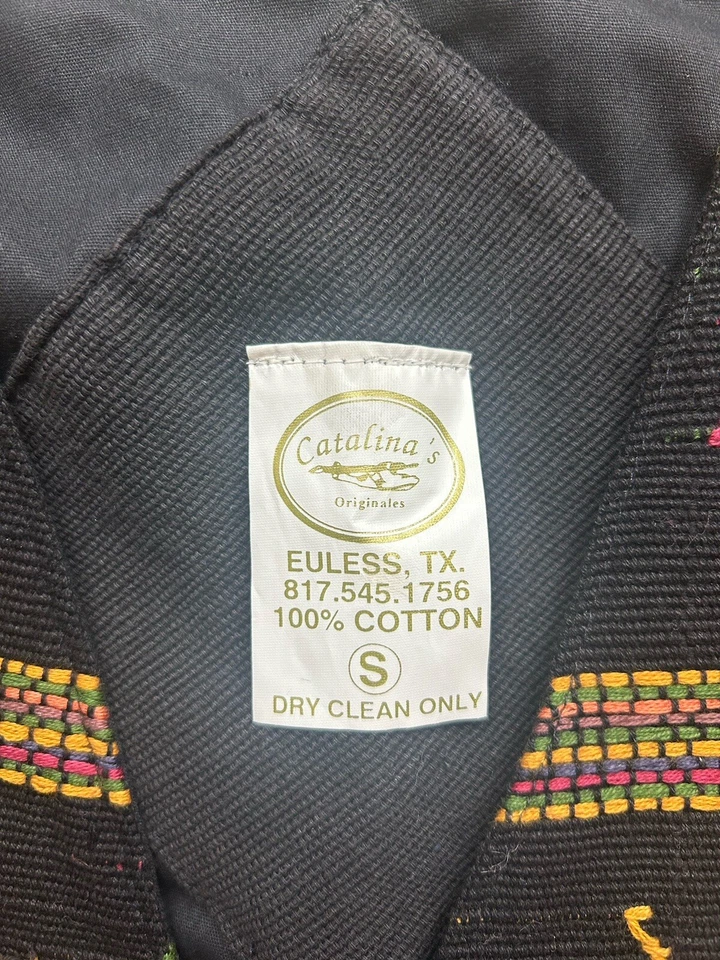 Catalina's
Originales
EULESS, TX.
817.545.1756
100% COTTON
S
DRY CLEAN ONLY